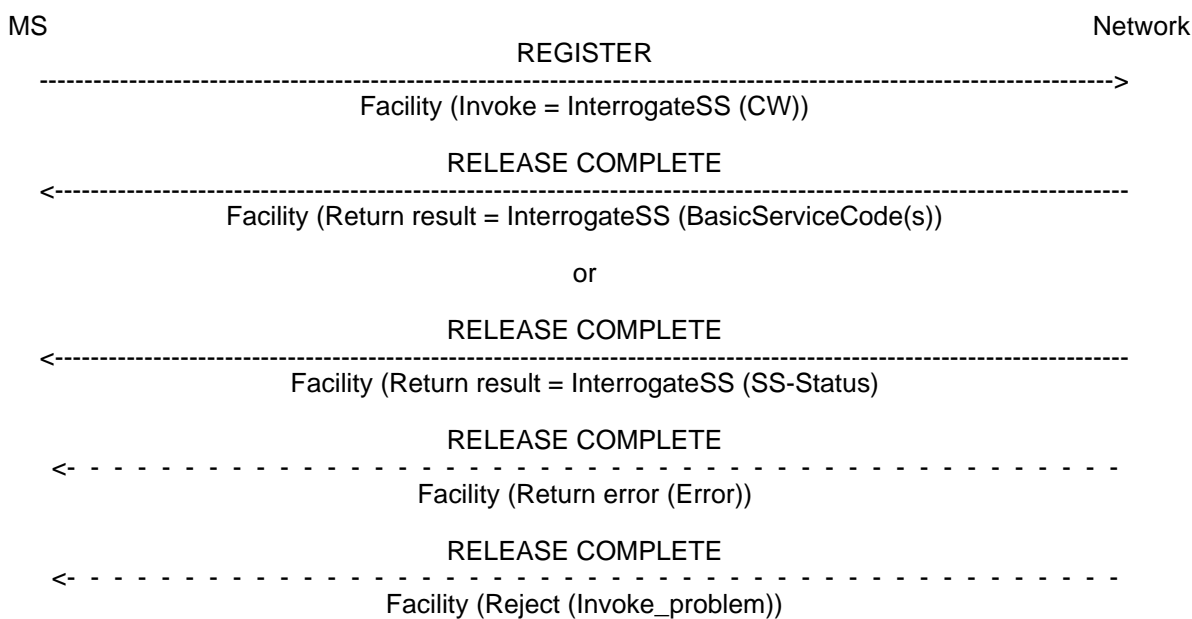 MS Network
REGISTER
------------------------------------------------------------------------------------------------------------------------>
Facility (Invoke = InterrogateSS (CW))
RELEASE COMPLETE
<------------------------------------------------------------------------------------------------------------------------
Facility (Return result = InterrogateSS (BasicServiceCode(s))
or
RELEASE COMPLETE
<------------------------------------------------------------------------------------------------------------------------
Facility (Return result = InterrogateSS (SS-Status)
RELEASE COMPLETE
<- - - - - - - - - - - - - - - - - - - - - - - - - - - - - - - - - - - - - - - - - - - - -
Facility (Return error (Error))
RELEASE COMPLETE
<- - - - - - - - - - - - - - - - - - - - - - - - - - - - - - - - - - - - - - - - - - - - -
Facility (Reject (Invoke_problem))